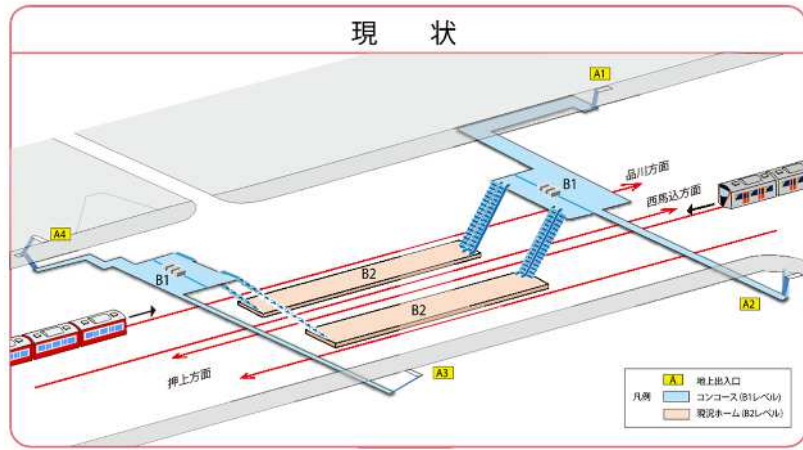 現 状
A1
品川方面
B1
西馬込方面
A4
B2
B1
B2
A2
押上方面
A3
凡例
A 地上出入口
コンコース(B1レベル)
現況ホーム(B2レベル)